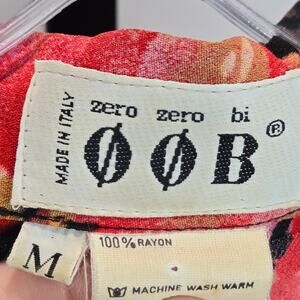 MADE IN ITALY
zero zero bi
ØØB®
M
100% RAYON
MACHINE WASH WARM